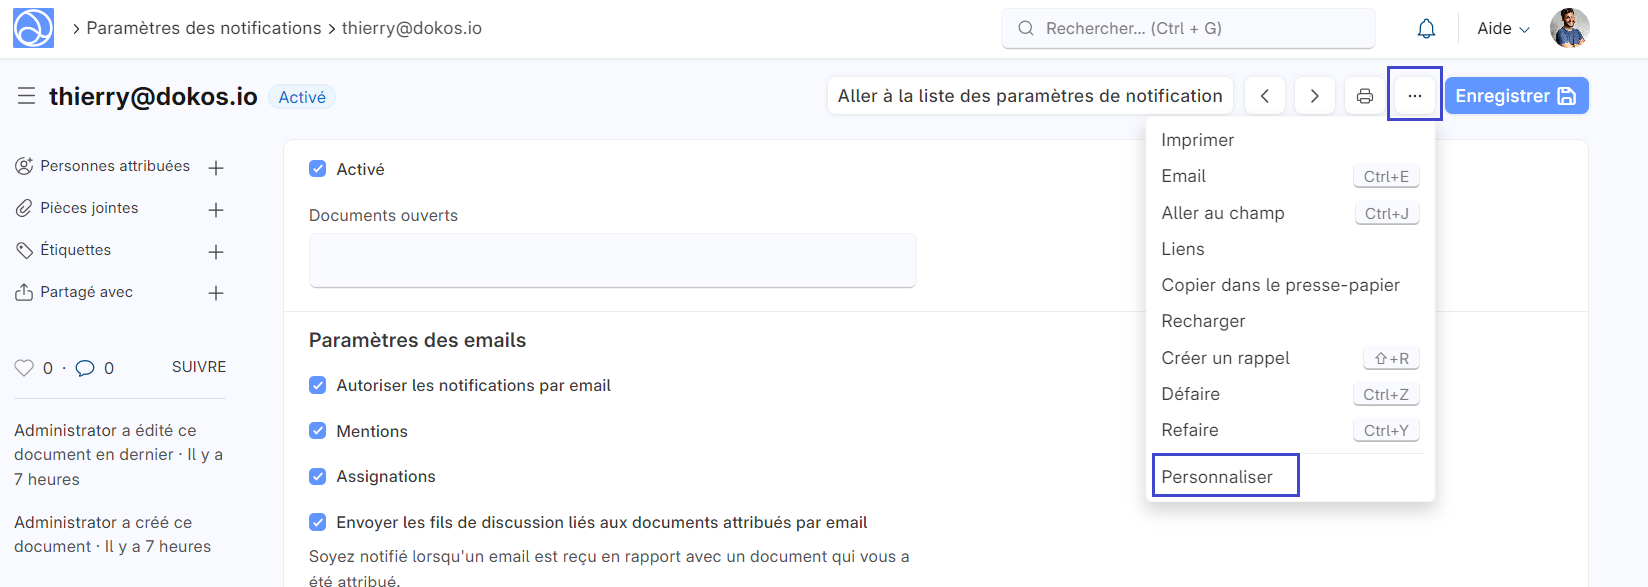 Paramètres des notifications
thierry@dokos.io
Rechercher... (Ctrl + G)
Aide
thierry@dokos.io
Activé
Aller à la liste des paramètres de notification
Enregistrer
Personnes attribuées
Pièces jointes
Étiquettes
Partagé avec
0 · 0
SUIVRE
Administrator a édité ce
document en dernier · Il y a
7 heures
Administrator a créé ce
document · Il y a 7 heures
Activé
Documents ouverts
Paramètres des emails
Autoriser les notifications par email
Mentions
Assignations
Envoyer les fils de discussion liés aux documents attribués par email
Soyez notifié lorsqu'un email est reçu en rapport avec un document qui vous a
été attribué.
Imprimer
Email Ctrl+E
Aller au champ Ctrl+J
Liens
Copier dans le presse-papier
Recharger
Créer un rappel ⇧+R
Défaire Ctrl+Z
Refaire Ctrl+Y
Personnaliser